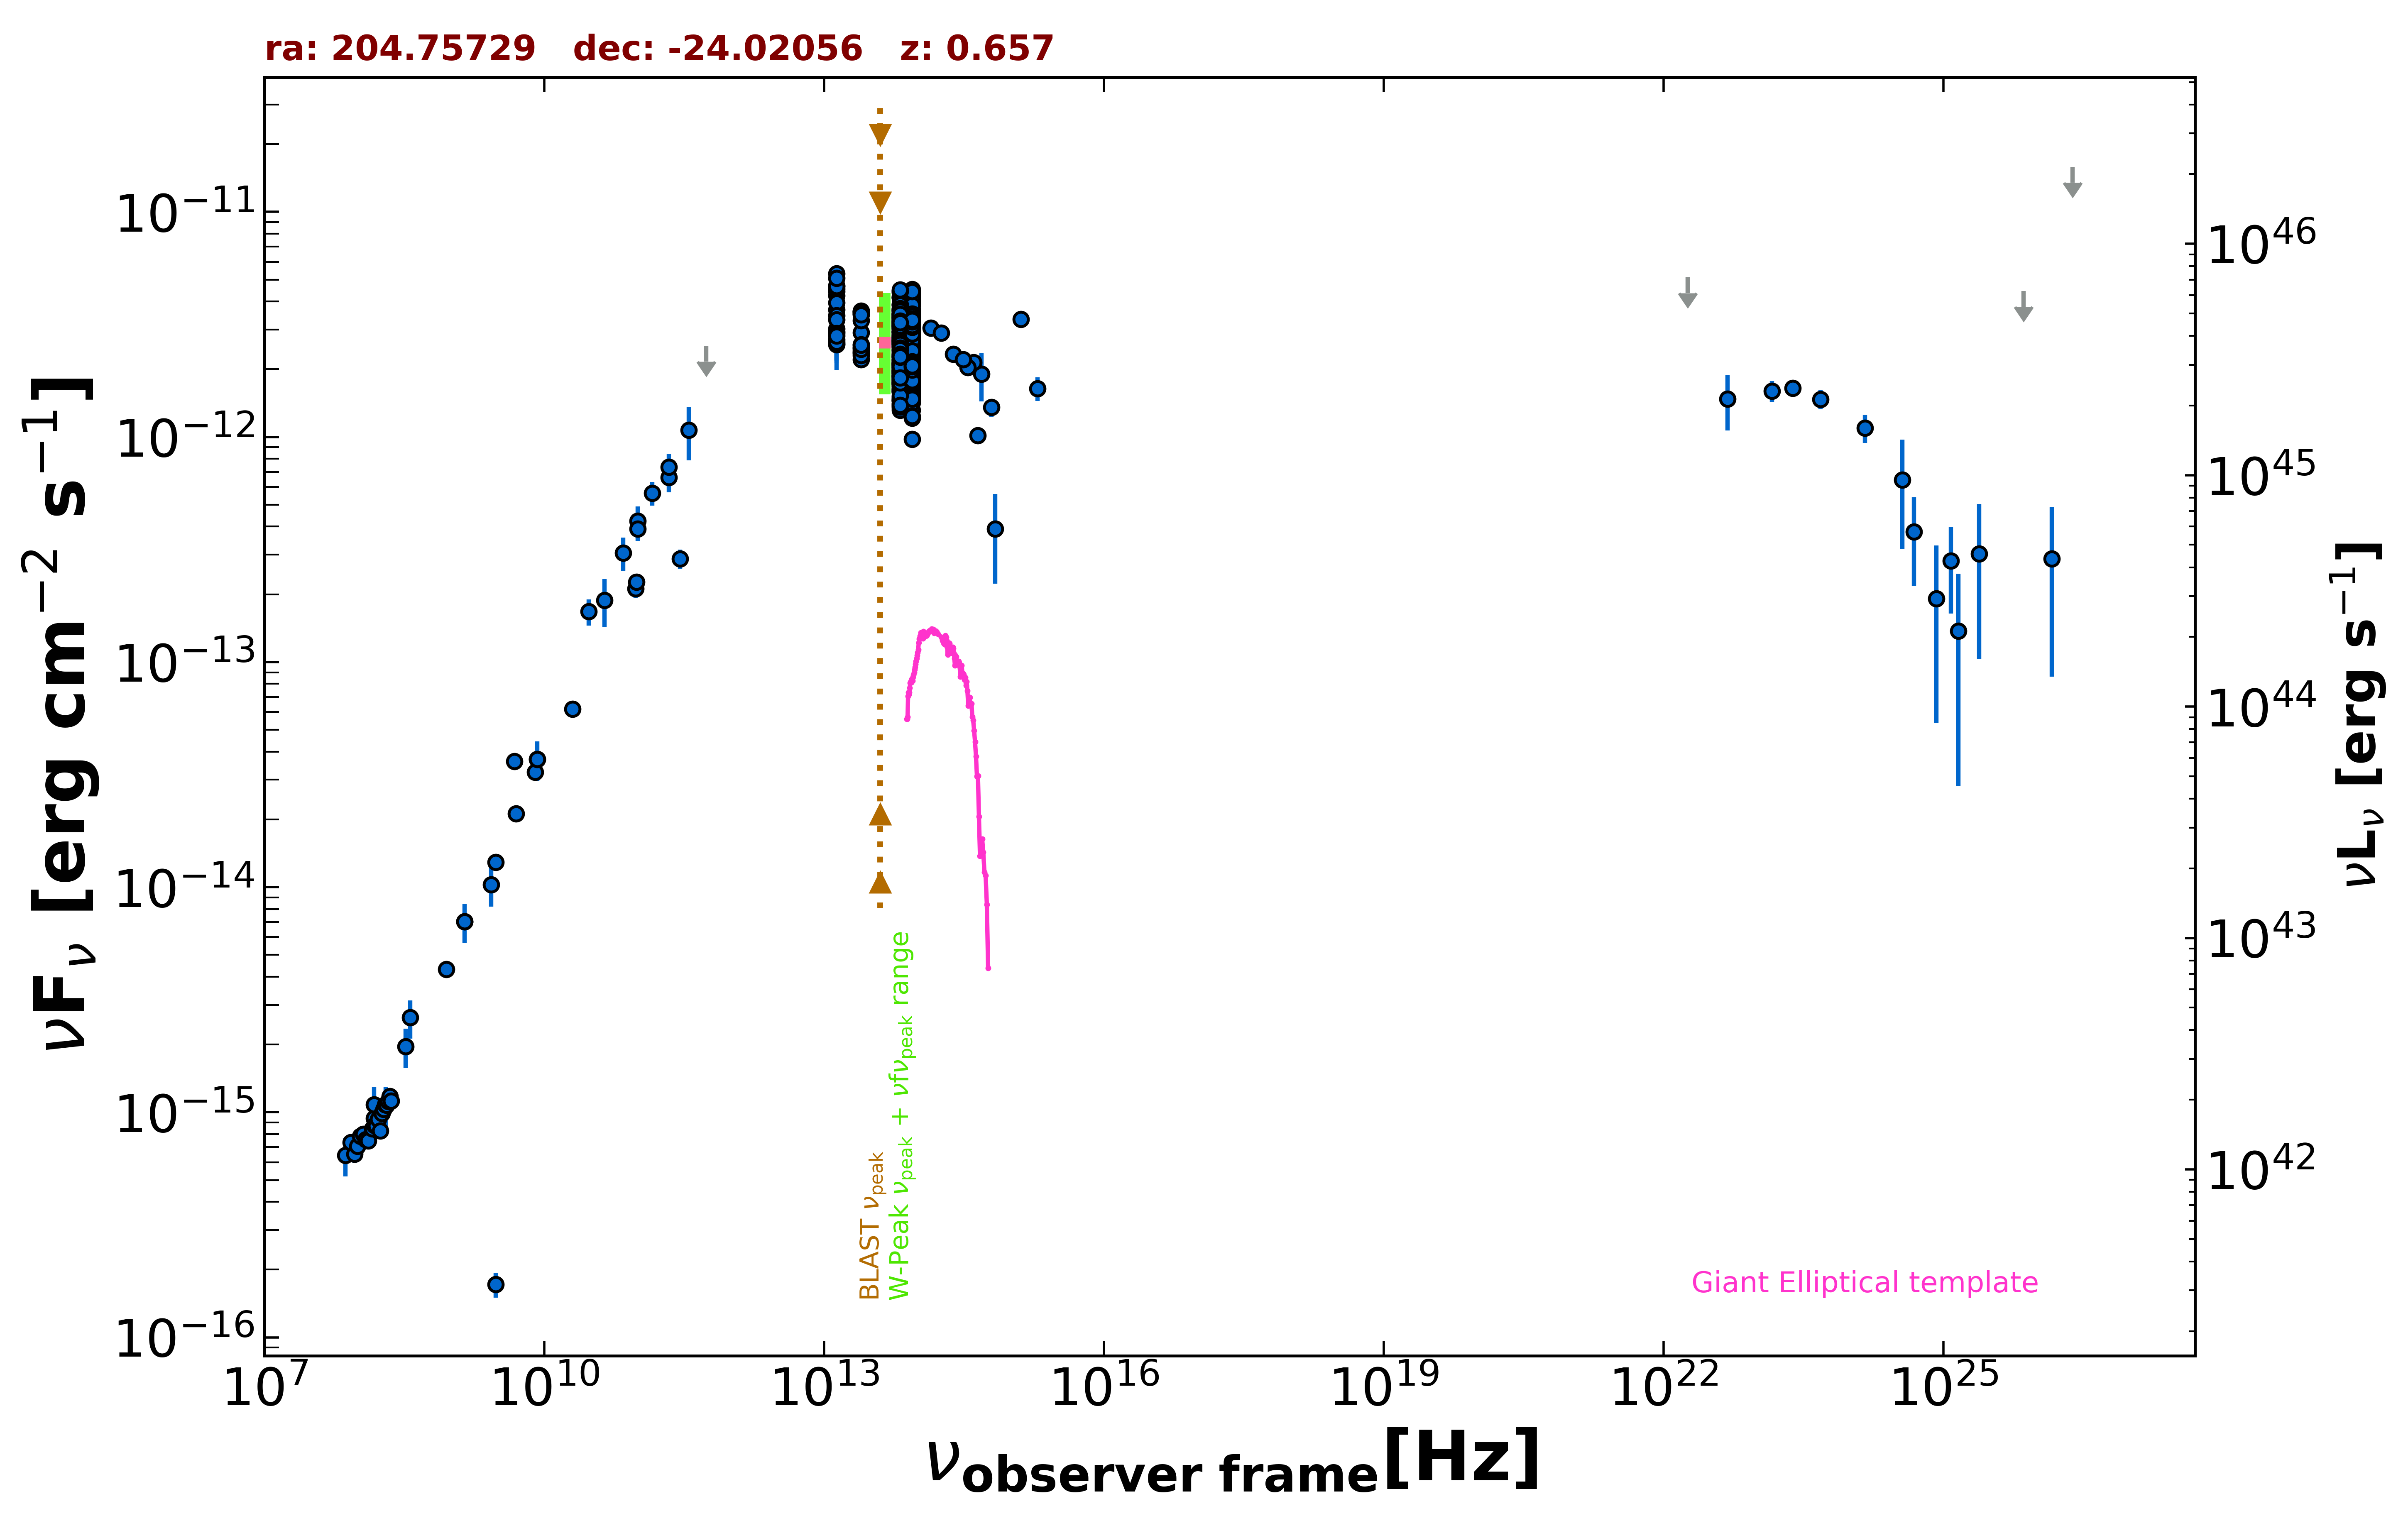 ra: 204.75729   dec: -24.02056   z: 0.657
νFν [erg cm−2 s−1]
10−11
10−12
10−13
10−14
10−15
10−16
1046
1045
1044
1043
1042
νLν [erg s−1]
BLAST νpeak
W-Peak νpeak + νfνpeak range
Giant Elliptical template
107
1010
1013
1016
1019
1022
1025
νobserver frame[Hz]